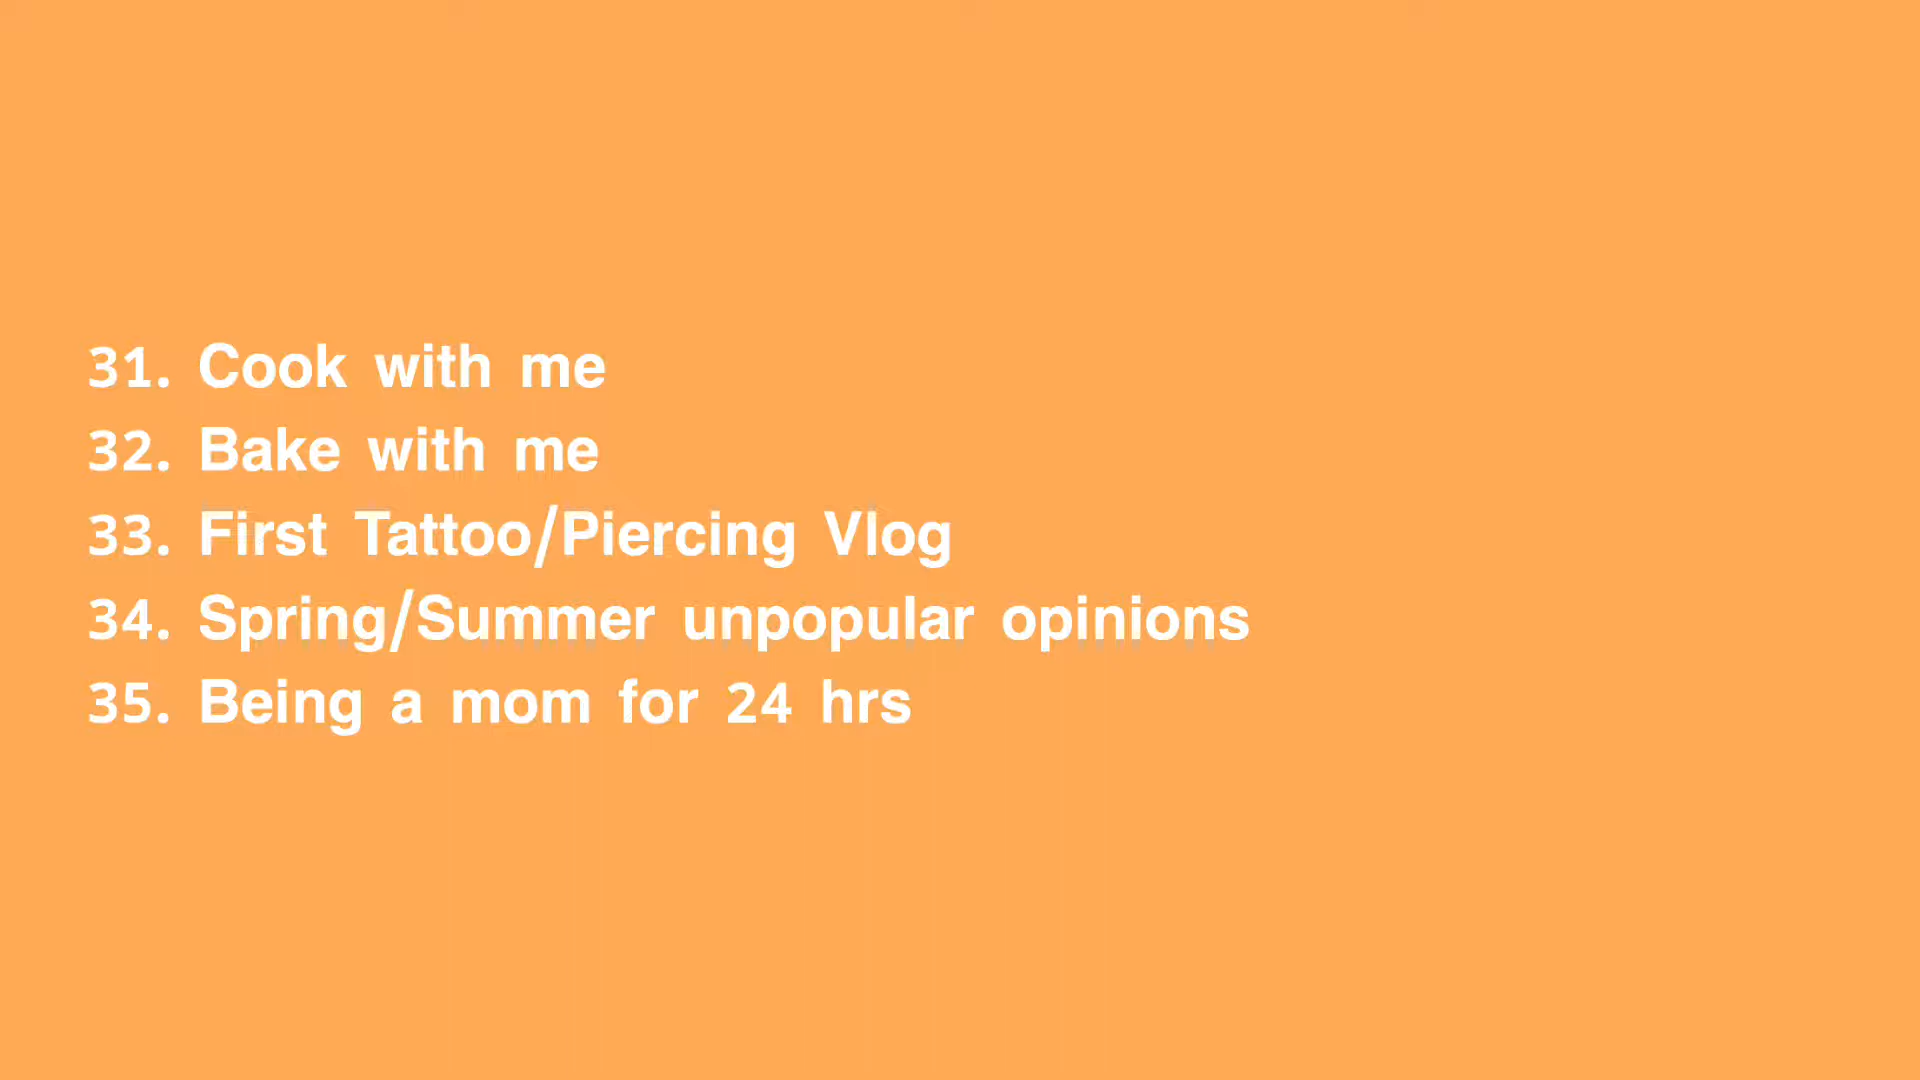 31. Cook with me
32. Bake with me
33. First Tattoo/Piercing Vlog
34. Spring/Summer unpopular opinions
35. Being a mom for 24 hrs